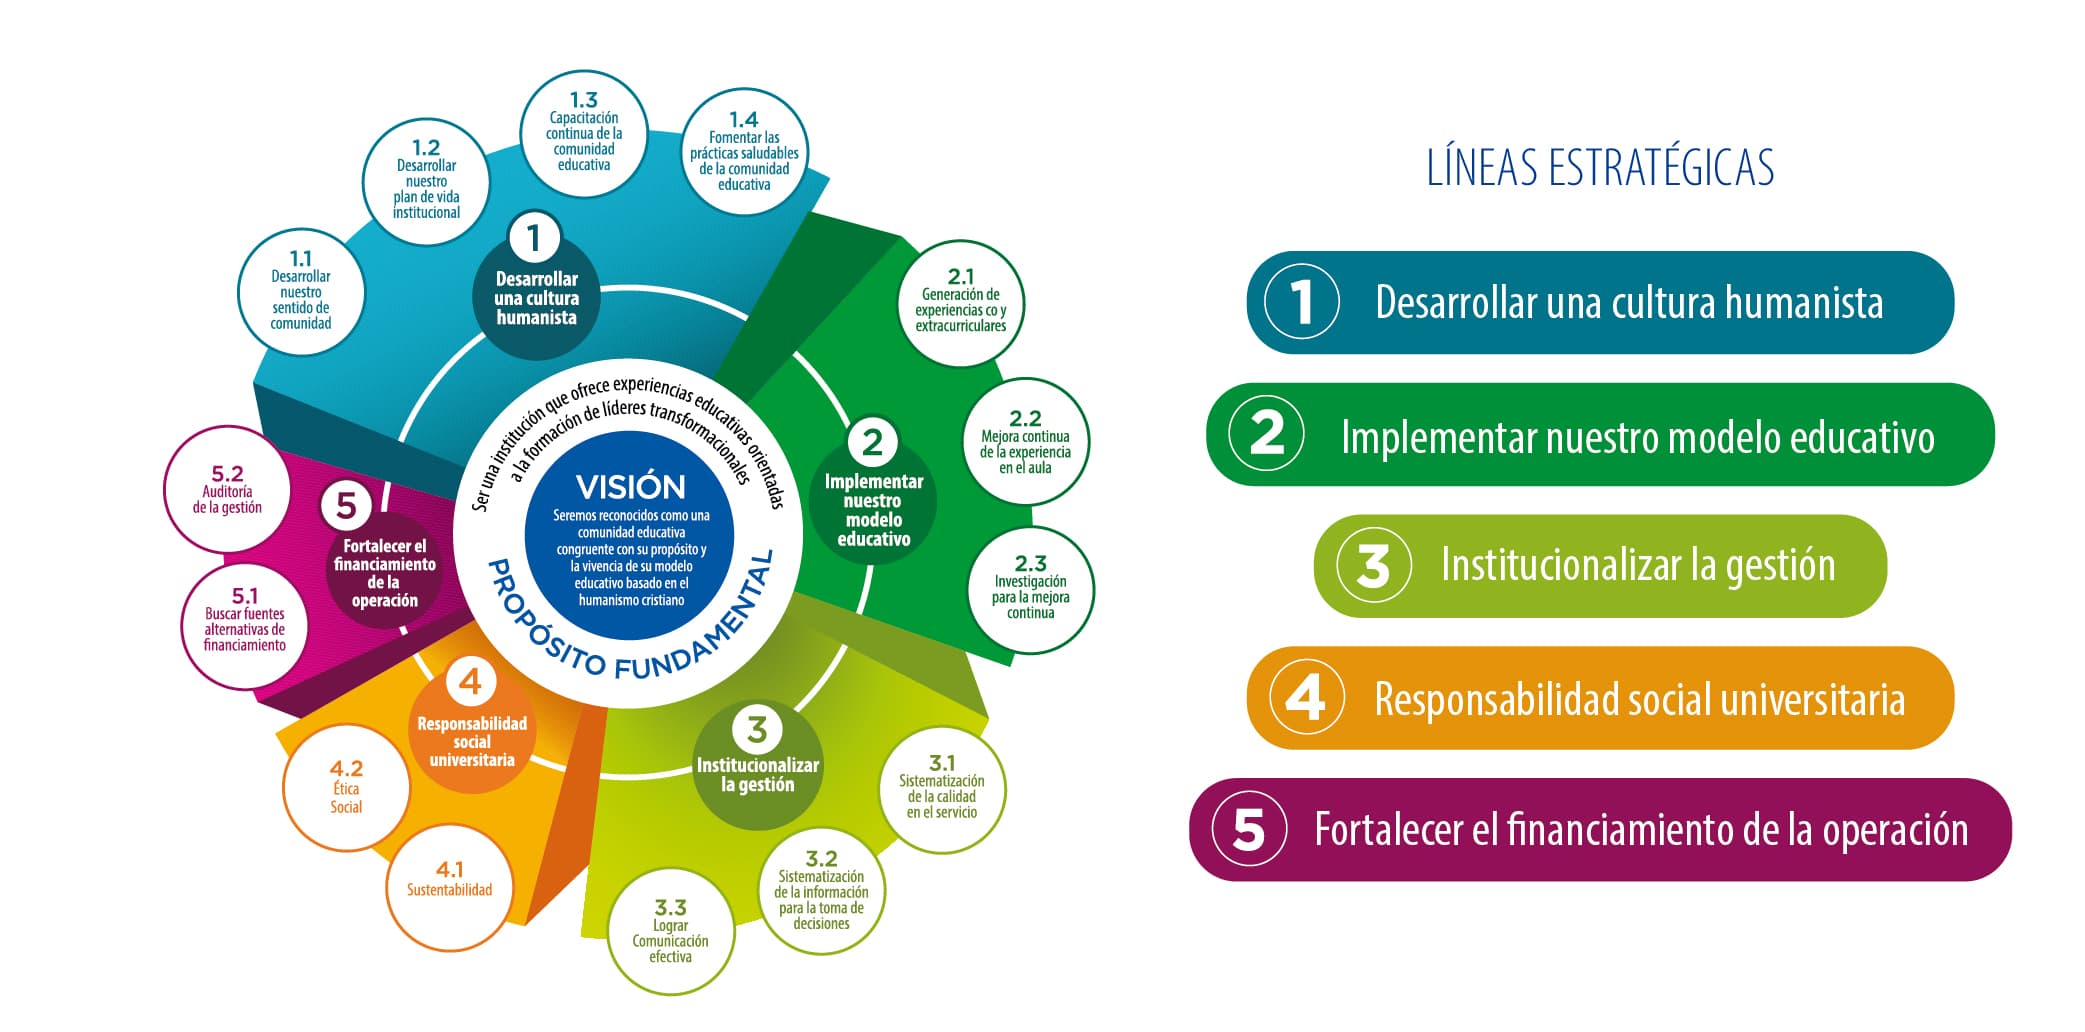 1.1
Desarrollar
nuestro
sentido de
comunidad
1.2
Desarrollar
nuestro
plan de vida
institucional
1.3
Capacitación
continua de la
comunidad
educativa
1.4
Fomentar las
prácticas saludables
de la comunidad
educativa
1
Desarrollar
una cultura
humanista
2.1
Generación de
experiencias co y
extracurriculares
2.2
Mejora continua
de la experiencia
en el aula
2.3
Investigación
para la mejora
continua
2
Implementar
nuestro
modelo
educativo
3.1
Sistematización
de la calidad
en el servicio
3.2
Sistematización
de la información
para la toma de
decisiones
3.3
Lograr
Comunicación
efectiva
3
Institucionalizar
la gestión
4.1
Sustentabilidad
4.2
Ética
Social
4
Responsabilidad
social
universitaria
5.1
Buscar fuentes
alternativas de
financiamiento
5.2
Auditoría
de la gestión
5
Fortalecer el
financiamiento
de la
operación
Ser una institución que ofrece experiencias educativas orientadas
a la formación de líderes transformacionales
VISIÓN
Seremos reconocidos como una
comunidad educativa
congruente con su propósito y
la vivencia de su modelo
educativo basado en el
humanismo cristiano
PROPÓSITO FUNDAMENTAL
LÍNEAS ESTRATÉGICAS
1 Desarrollar una cultura humanista
2 Implementar nuestro modelo educativo
3 Institucionalizar la gestión
4 Responsabilidad social universitaria
5 Fortalecer el financiamiento de la operación